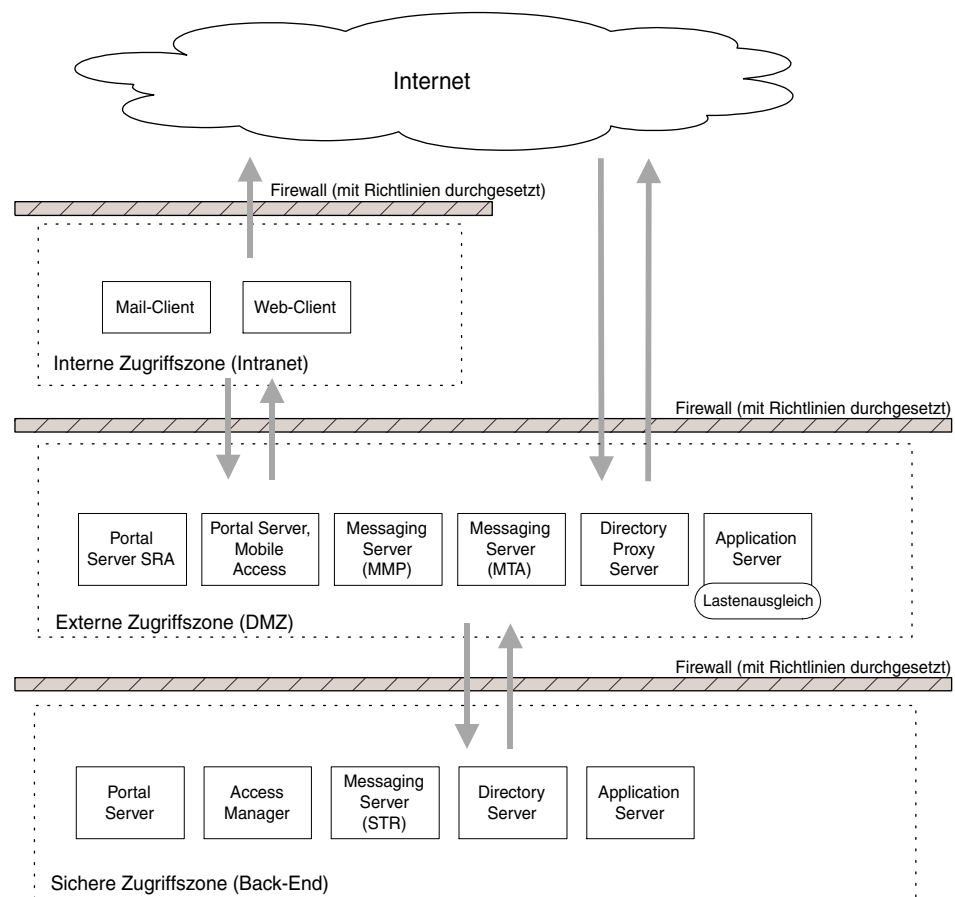 Internet
Firewall (mit Richtlinien durchgesetzt)
Mail-Client
Web-Client
Interne Zugriffszone (Intranet)
Firewall (mit Richtlinien durchgesetzt)
Portal
Server SRA
Portal Server,
Mobile
Access
Messaging
Server
(MMP)
Messaging
Server
(MTA)
Directory
Proxy
Server
Application
Server
Lastenausgleich
Externe Zugriffszone (DMZ)
Firewall (mit Richtlinien durchgesetzt)
Portal
Server
Access
Manager
Messaging
Server
(STR)
Directory
Server
Application
Server
Sichere Zugriffszone (Back-End)